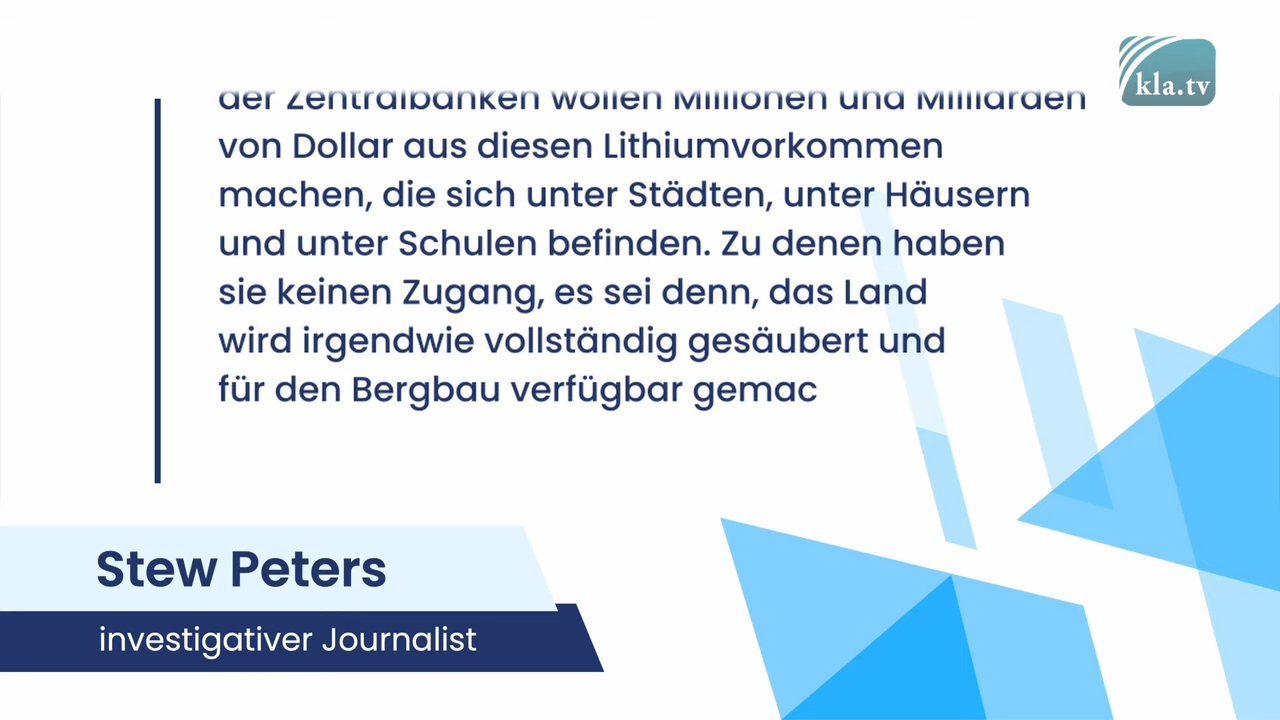 kla.tv
der Zentralbanken wollen Millionen und Milliarden
von Dollar aus diesen Lithiumvorkommen
machen, die sich unter Städten, unter Häusern
und unter Schulen befinden. Zu denen haben
sie keinen Zugang, es sei denn, das Land
wird irgendwie vollständig gesäubert und
für den Bergbau verfügbar gemac
Stew Peters
investigativer Journalist